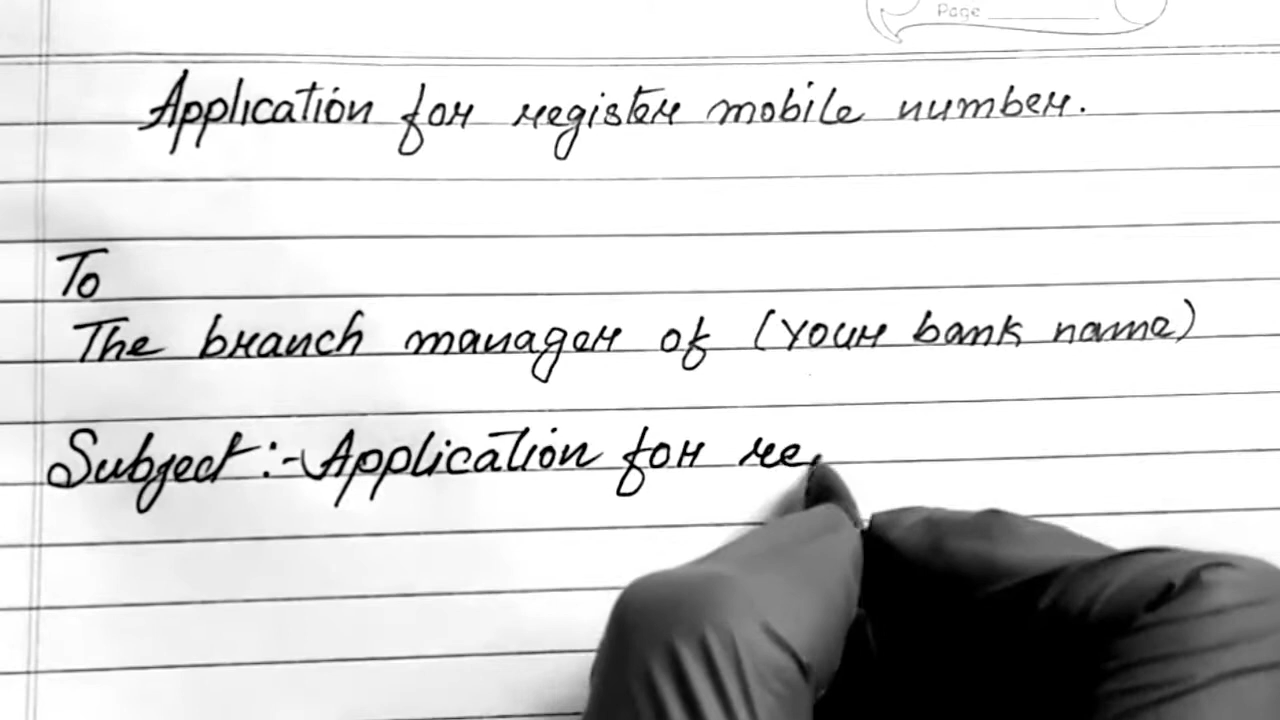 Page
Application for register mobile number.
To
The branch manager of (Your bank name)
Subject:- Application for re